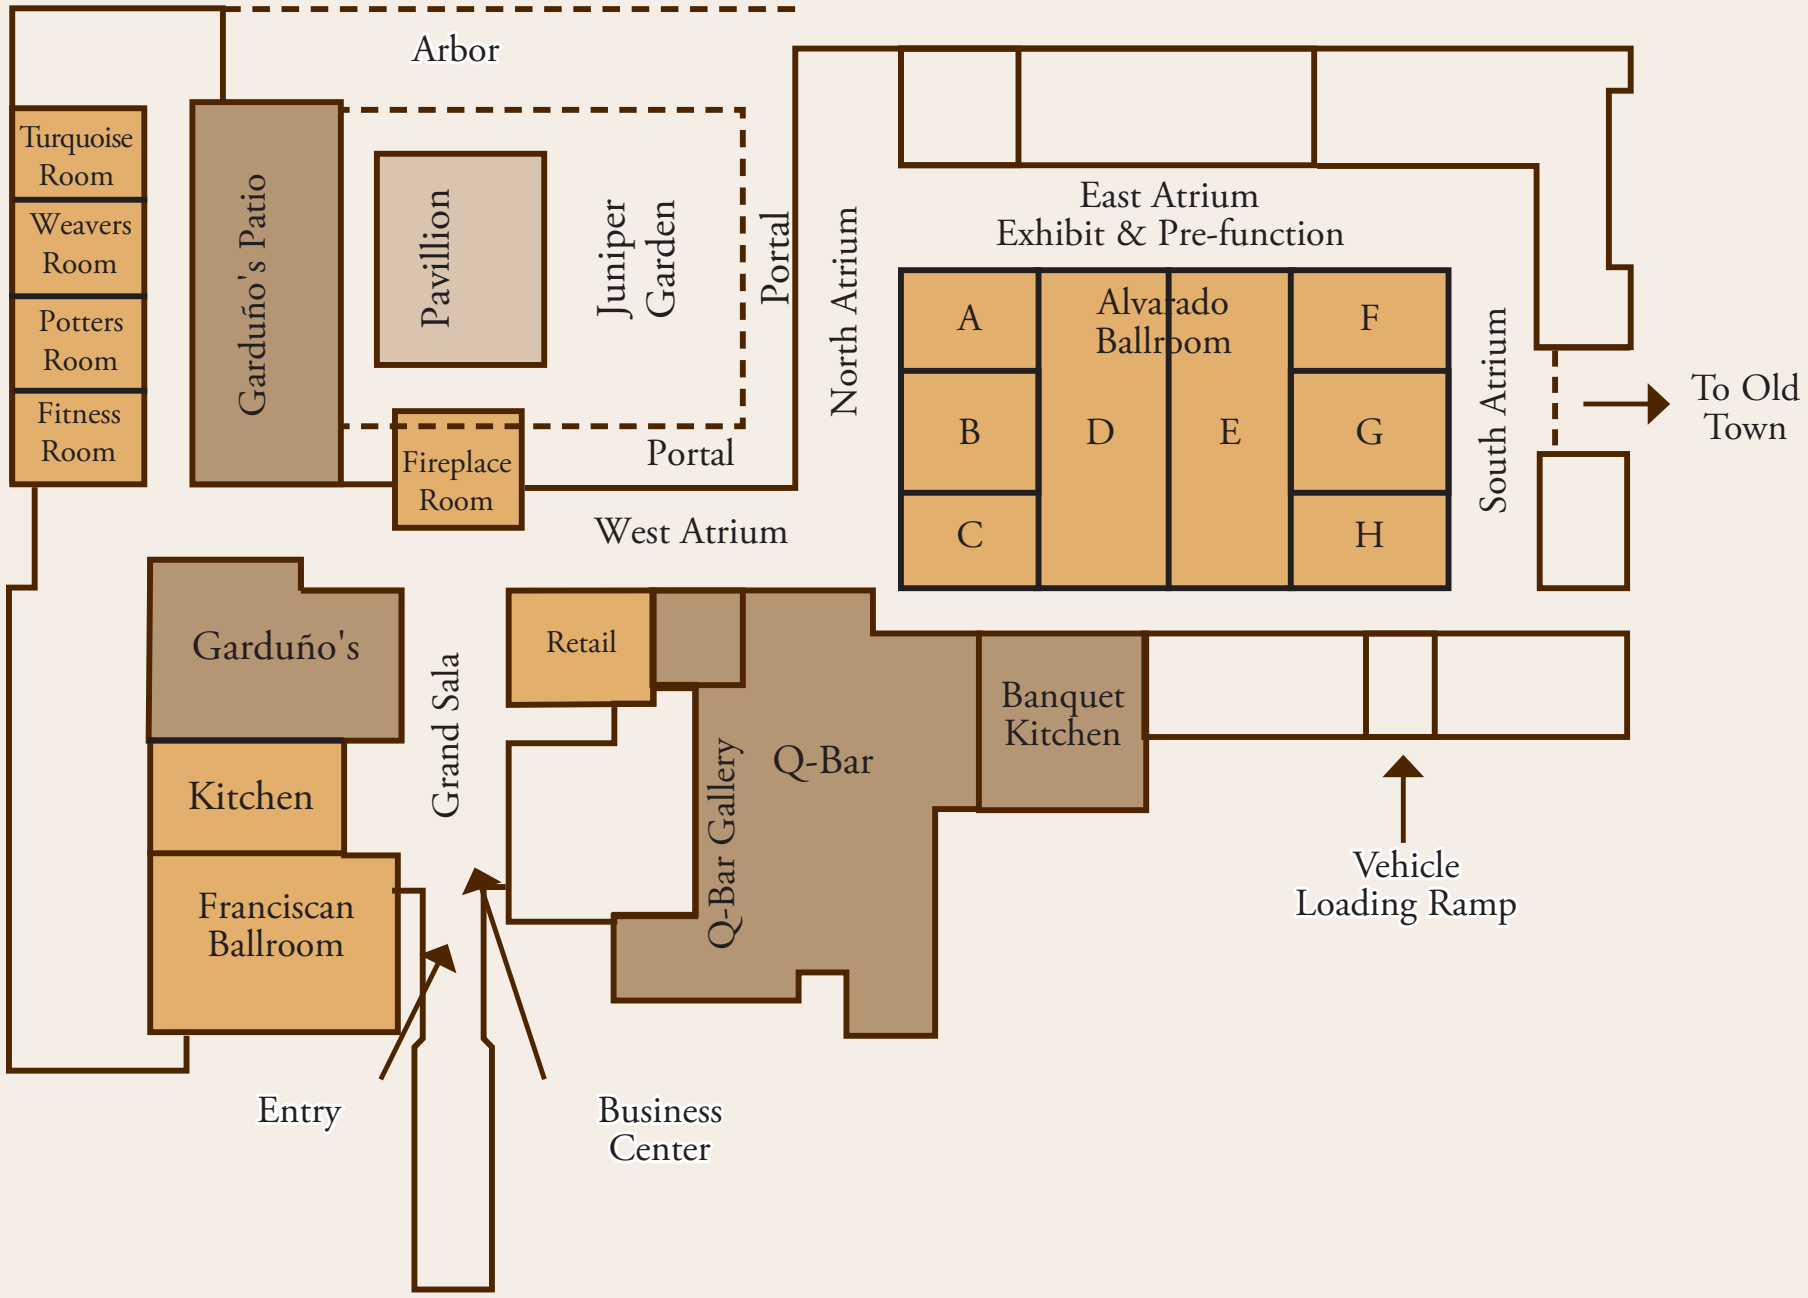 Arbor
Turquoise
Room
Weavers
Room
Potters
Room
Fitness
Room
Garduño's Patio
Pavillion
Juniper
Garden
Portal
North Atrium
East Atrium
Exhibit & Pre-function
Alvarado
Ballroom
A
B
C
D
E
F
G
H
South Atrium
To Old
Town
Fireplace
Room
Portal
West Atrium
Garduño's
Grand Sala
Retail
Kitchen
Franciscan
Ballroom
Q-Bar Gallery
Q-Bar
Banquet
Kitchen
Vehicle
Loading Ramp
Entry
Business
Center